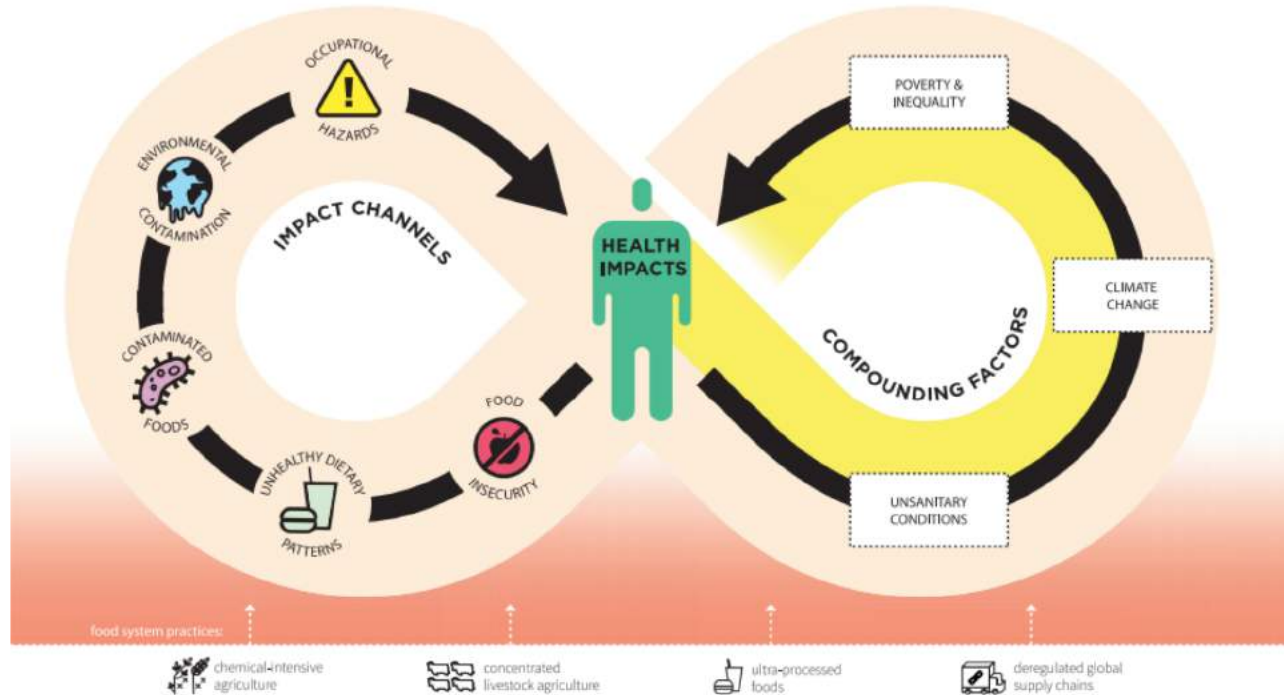 OCCUPATIONAL
HAZARDS
ENVIRONMENTAL
CONTAMINATION
CONTAMINATED
FOODS
UNHEALTHY DIETARY
PATTERNS
FOOD
INSECURITY
IMPACT CHANNELS
HEALTH
IMPACTS
POVERTY &
INEQUALITY
CLIMATE
CHANGE
UNSANITARY
CONDITIONS
COMPOUNDING FACTORS
food system practices:
chemical-intensive
agriculture
concentrated
livestock agriculture
ultra-processed
foods
deregulated global
supply chains